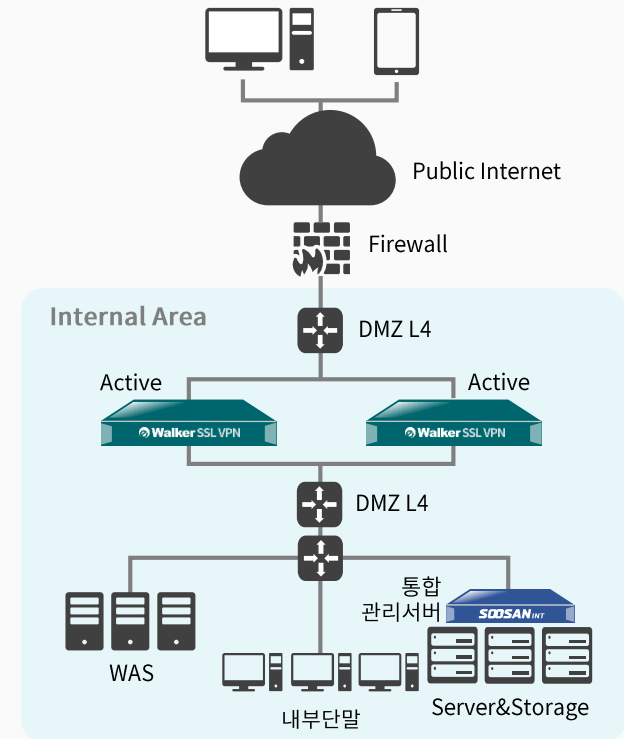 Public Internet
Firewall
Internal Area
DMZ L4
Active
Active
Walker SSL VPN
Walker SSL VPN
DMZ L4
통합
관리서버
SOOSAN INT
WAS
내부단말
Server&Storage